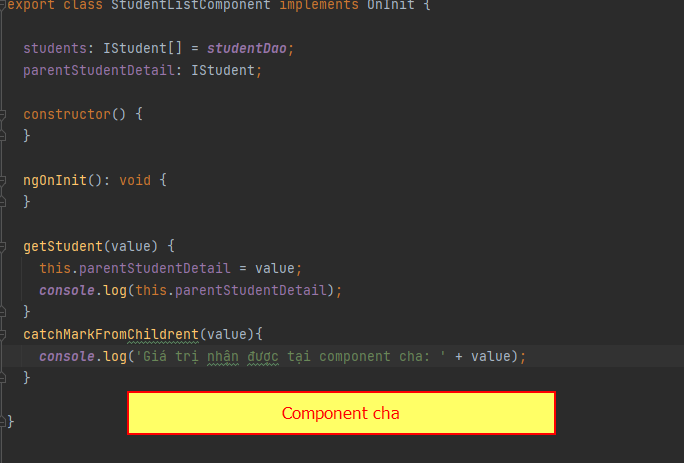 export class StudentListComponent implements OnInit {
students: IStudent[] = studentDao;
parentStudentDetail: IStudent;
constructor() {
}
ngOnInit(): void {
}
getStudent(value) {
this.parentStudentDetail = value;
console.log(this.parentStudentDetail);
}
catchMarkFromChildrent(value){
console.log('Giá trị nhận được tại component cha: ' + value);
}
}
Component cha